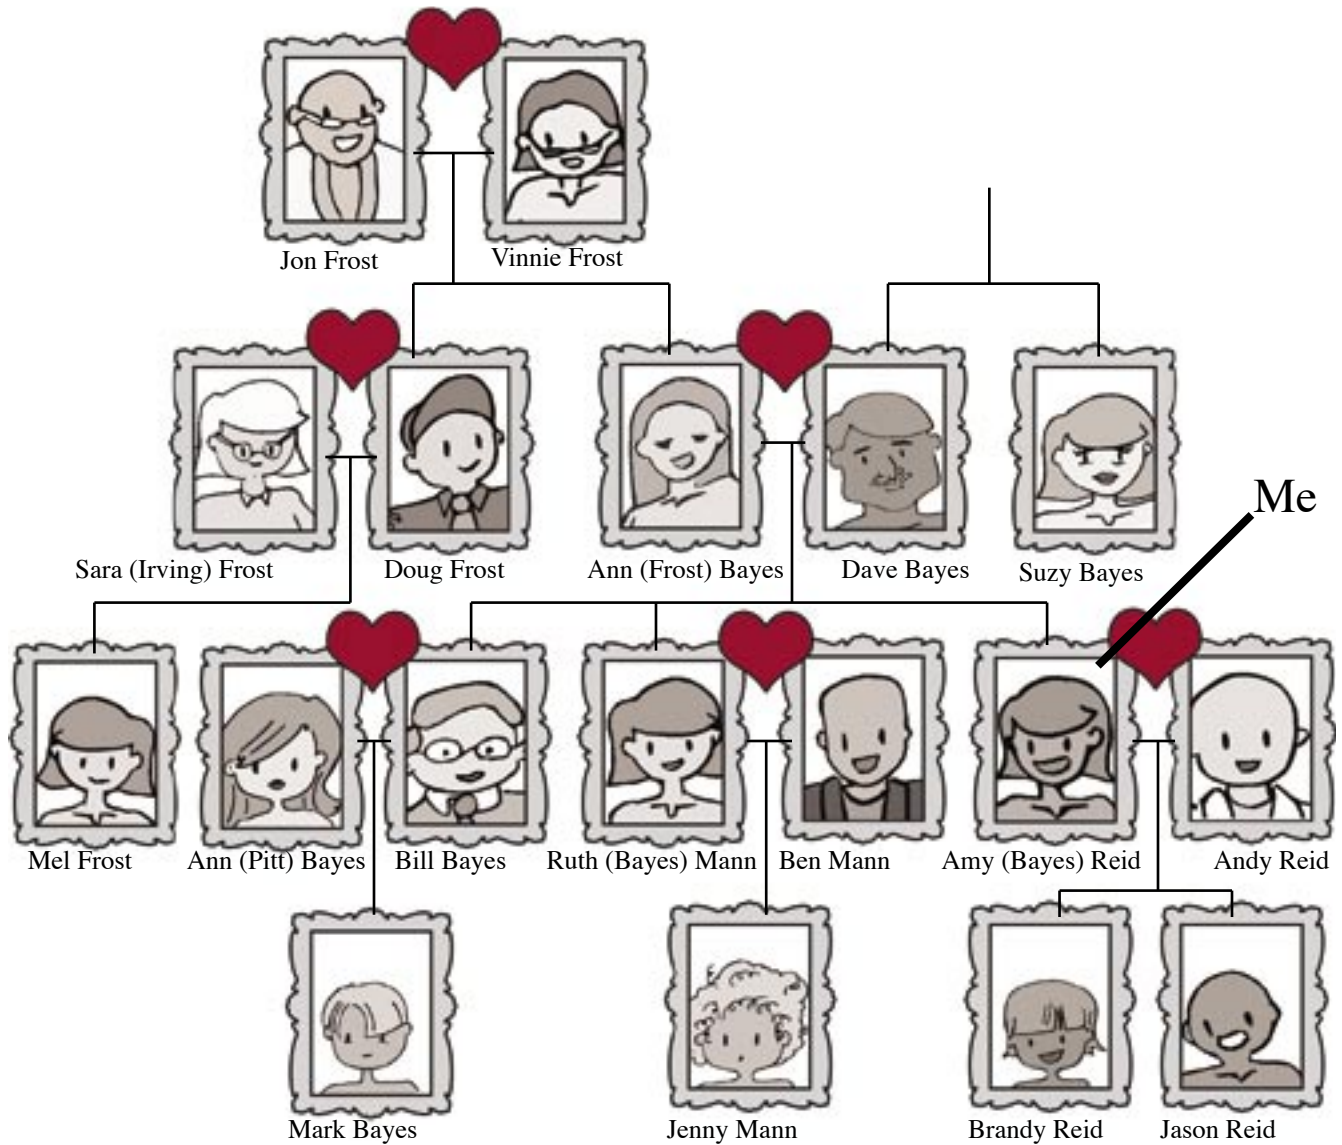 Jon Frost
Vinnie Frost
Me
Sara (Irving) Frost
Doug Frost
Ann (Frost) Bayes
Dave Bayes
Suzy Bayes
Mel Frost
Ann (Pitt) Bayes
Bill Bayes
Ruth (Bayes) Mann
Ben Mann
Amy (Bayes) Reid
Andy Reid
Mark Bayes
Jenny Mann
Brandy Reid
Jason Reid